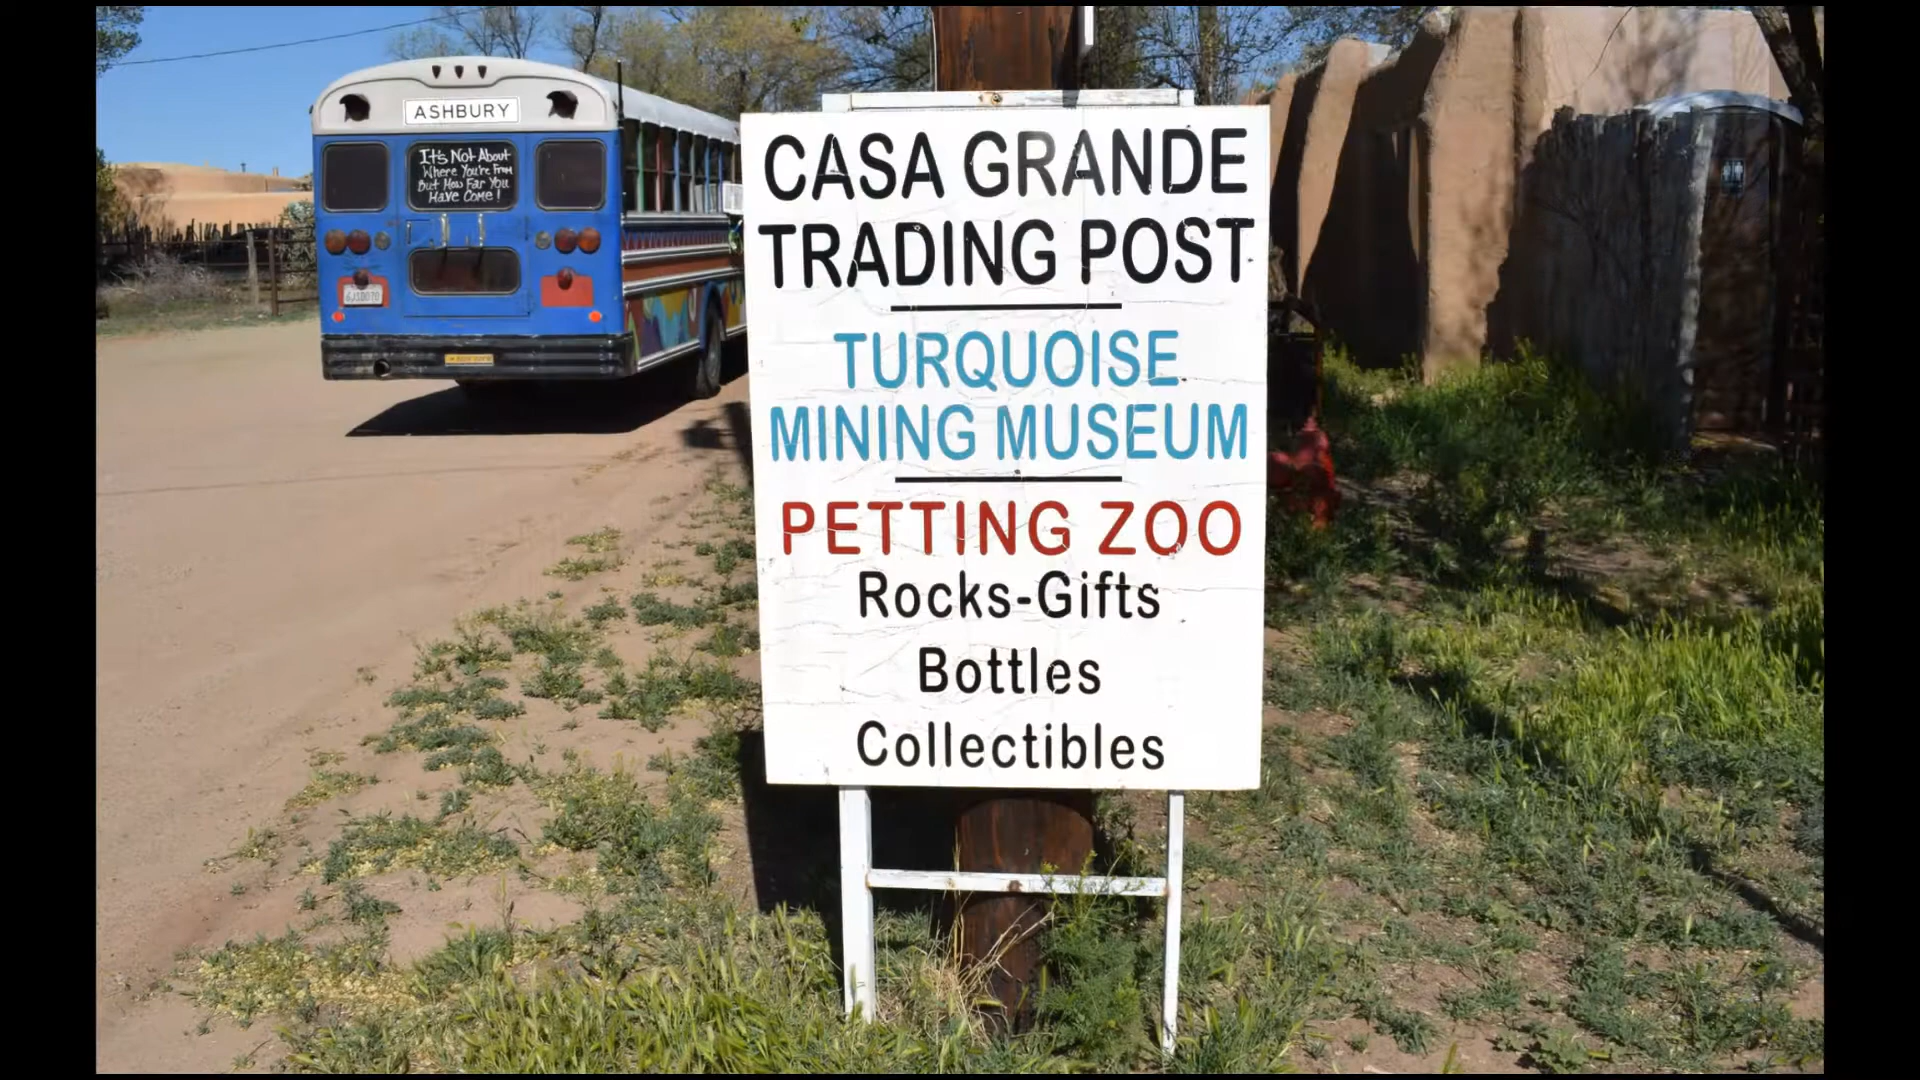 ASHBURY
It's Not About
Where You're From
But How Far You
Have Come!
CASA GRANDE
TRADING POST
TURQUOISE
MINING MUSEUM
PETTING ZOO
Rocks-Gifts
Bottles
Collectibles